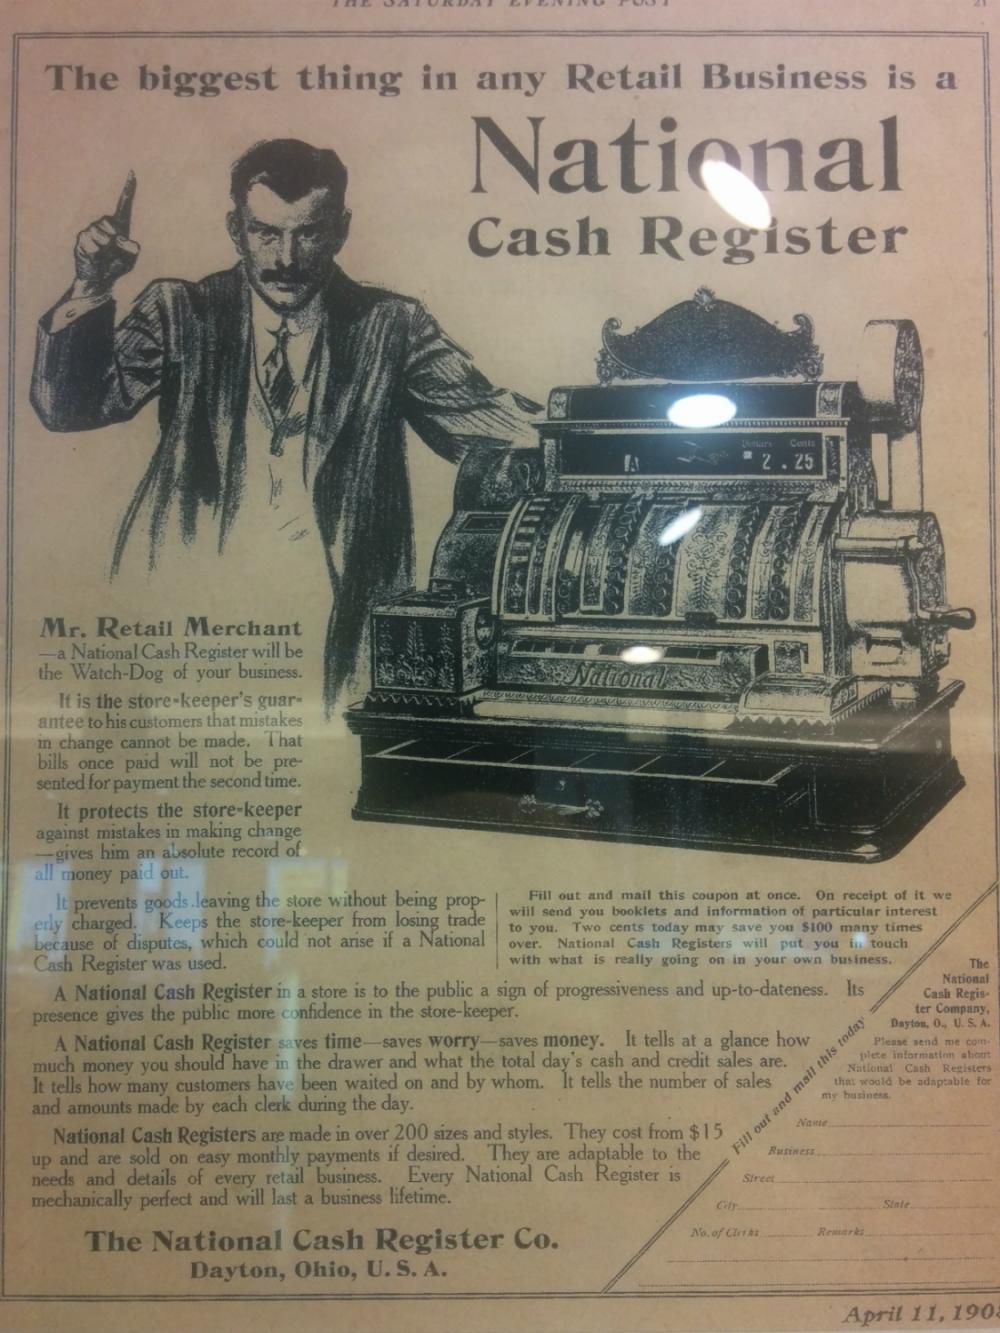 THE SATURDAY EVENING POST
21
The biggest thing in any Retail Business is a
National
Cash Register
Dollars Cents
2.25
National
Mr. Retail Merchant
—a National Cash Register will be
the Watch-Dog of your business.
It is the store-keeper's guar-
antee to his customers that mistakes
in change cannot be made. That
bills once paid will not be pre-
sented for payment the second time.
It protects the store-keeper
against mistakes in making change
—gives him an absolute record of
all money paid out.
It prevents goods leaving the store without being prop-
erly charged. Keeps the store-keeper from losing trade
because of disputes, which could not arise if a National
Cash Register was used.
Fill out and mail this coupon at once. On receipt of it we
will send you booklets and information of particular interest
to you. Two cents today may save you $100 many times
over. National Cash Registers will put you in touch
with what is really going on in your own business.
A National Cash Register in a store is to the public a sign of progressiveness and up-to-dateness. Its
presence gives the public more confidence in the store-keeper.
A National Cash Register saves time—saves worry—saves money. It tells at a glance how
much money you should have in the drawer and what the total day's cash and credit sales are.
It tells how many customers have been waited on and by whom. It tells the number of sales
and amounts made by each clerk during the day.
National Cash Registers are made in over 200 sizes and styles. They cost from $15
up and are sold on easy monthly payments if desired. They are adaptable to the
needs and details of every retail business. Every National Cash Register is
mechanically perfect and will last a business lifetime.
The National Cash Register Co.
Dayton, Ohio, U. S. A.
Fill out and mail this today
The
National
Cash Regis-
ter Company,
Dayton, O., U. S. A.
Please send me com-
plete information about
National Cash Registers
that would be adaptable for
my business.
Name
Business
Street
City State
No. of Clerks Remarks
April 11, 190